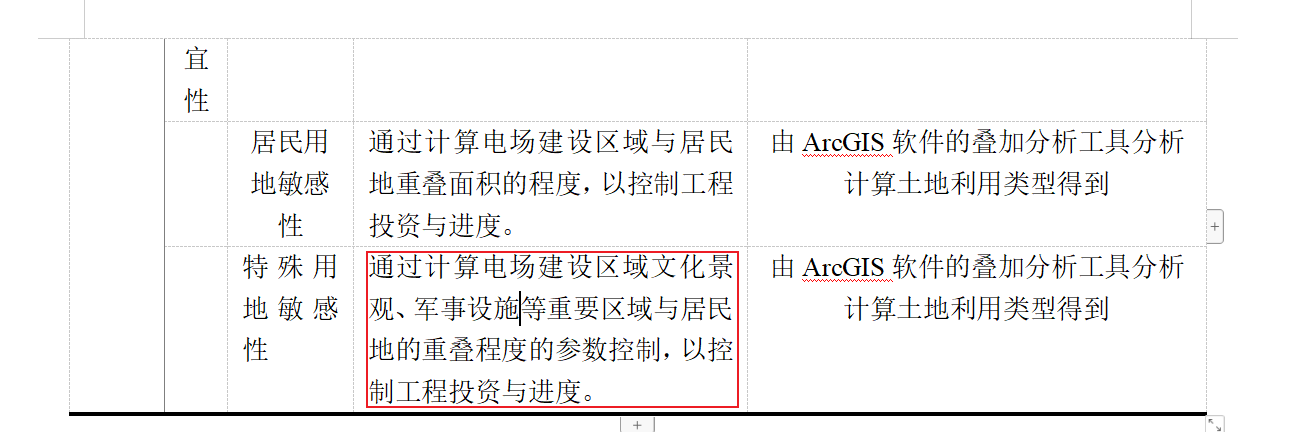 宜
性
居民用
地敏感
性
通过计算电场建设区域与居民
地重叠面积的程度，以控制工程
投资与进度。
由 ArcGIS 软件的叠加分析工具分析
计算土地利用类型得到
特殊用
地敏感
性
通过计算电场建设区域文化景
观、军事设施等重要区域与居民
地的重叠程度的参数控制，以控
制工程投资与进度。
由 ArcGIS 软件的叠加分析工具分析
计算土地利用类型得到